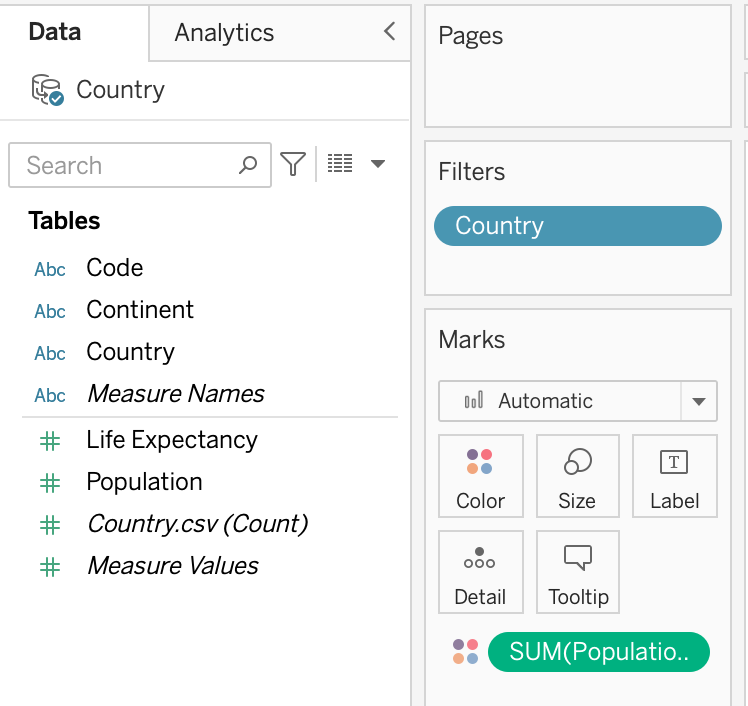 Data
Analytics
Country
Search
Tables
Abc Code
Abc Continent
Abc Country
Abc Measure Names
# Life Expectancy
# Population
# Country.csv (Count)
# Measure Values
Pages
Filters
Country
Marks
Automatic
Color
Size
T
Label
Detail
Tooltip
SUM(Populatio..